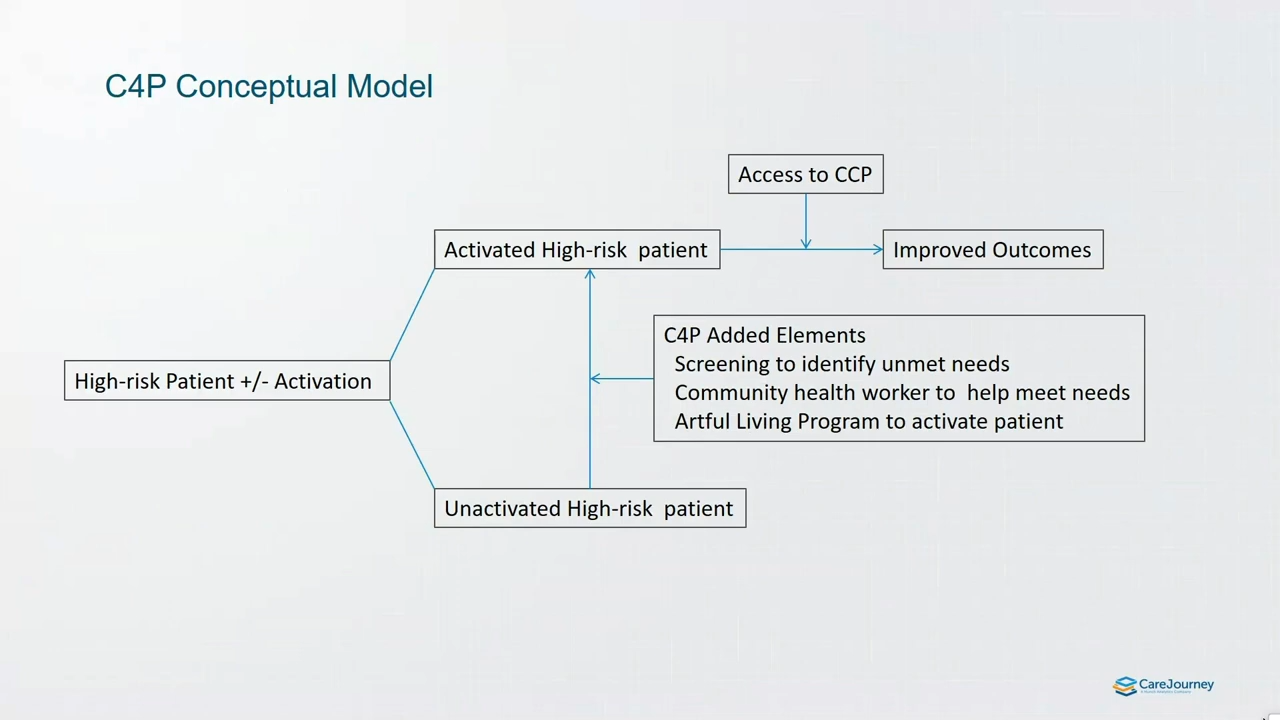 C4P Conceptual Model
Access to CCP
Activated High-risk patient
Improved Outcomes
C4P Added Elements
Screening to identify unmet needs
Community health worker to help meet needs
Artful Living Program to activate patient
High-risk Patient +/- Activation
Unactivated High-risk patient
CareJourney